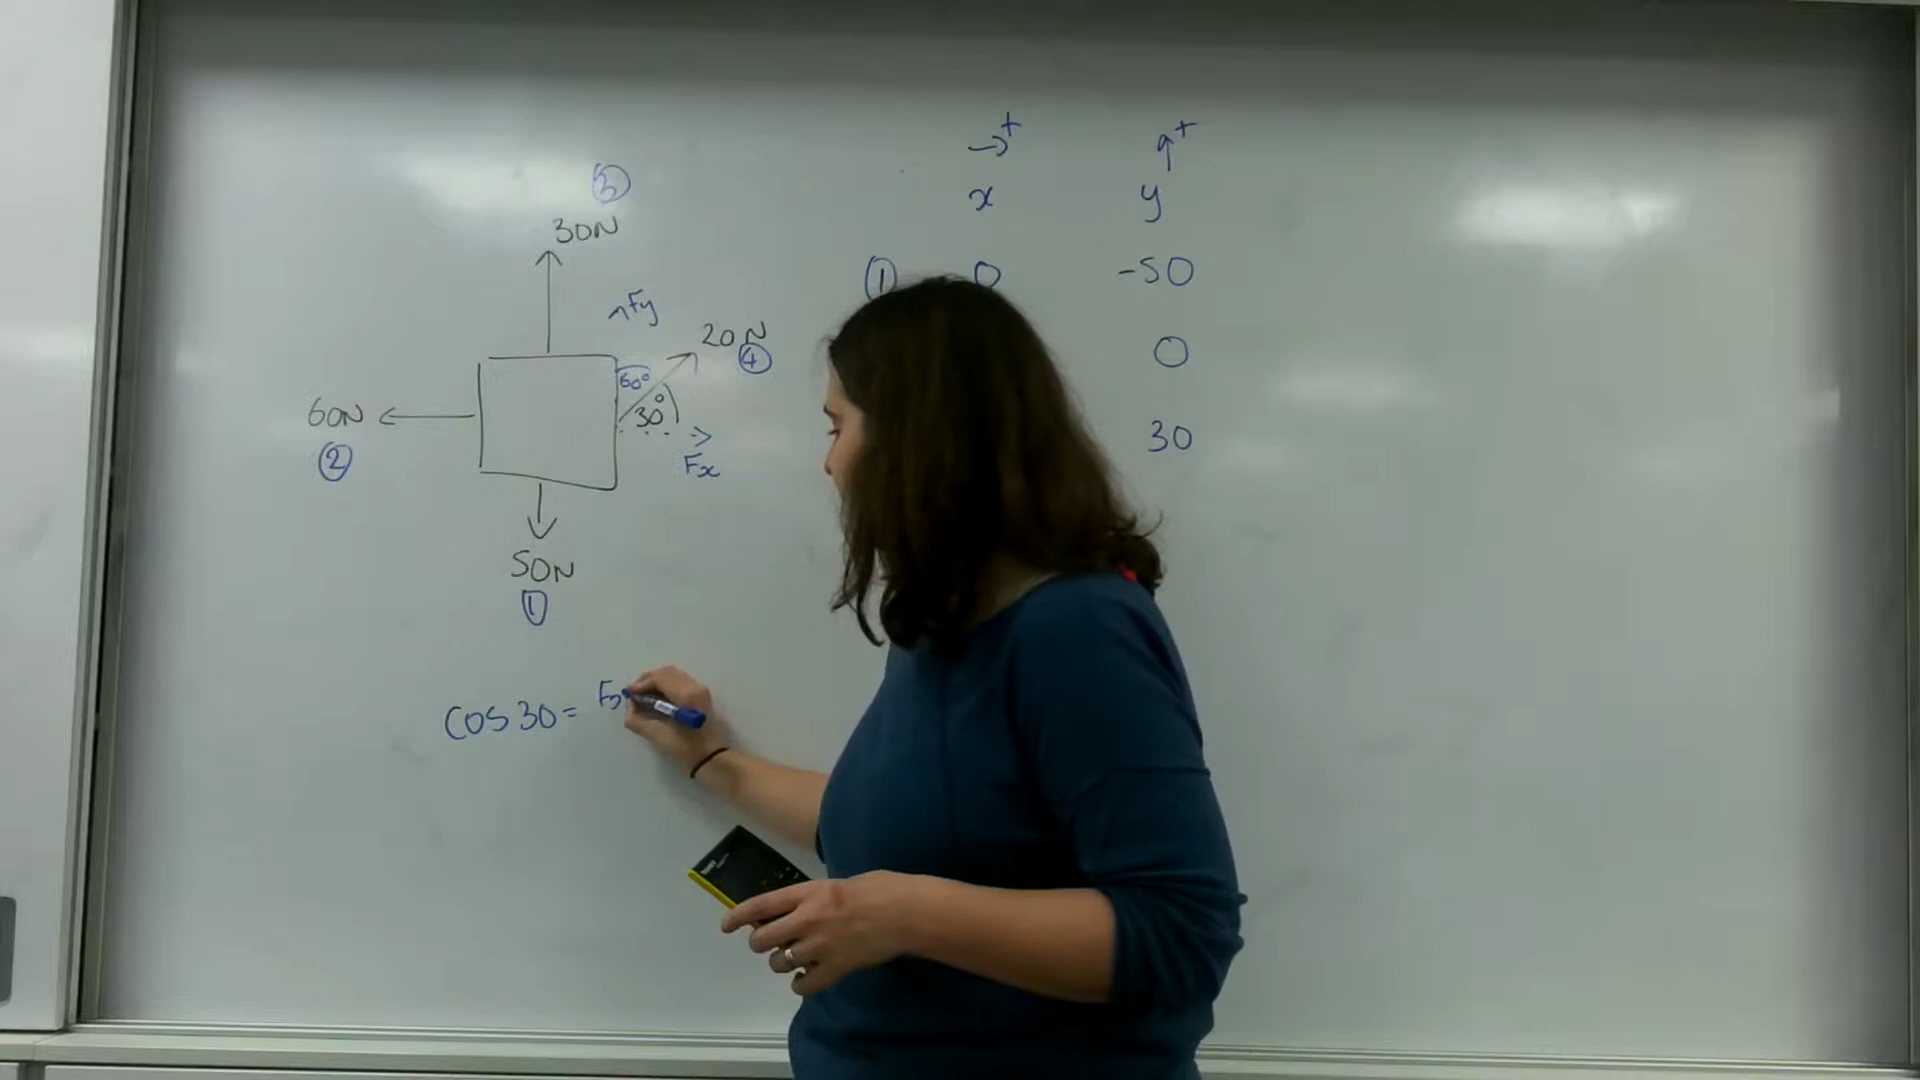 ③
30N
Fy
20N
④
60°
30°
60N
②
Fx
50N
①
cos 30 = Fx
→+ ↑+
x y
① 0 -50
0
30